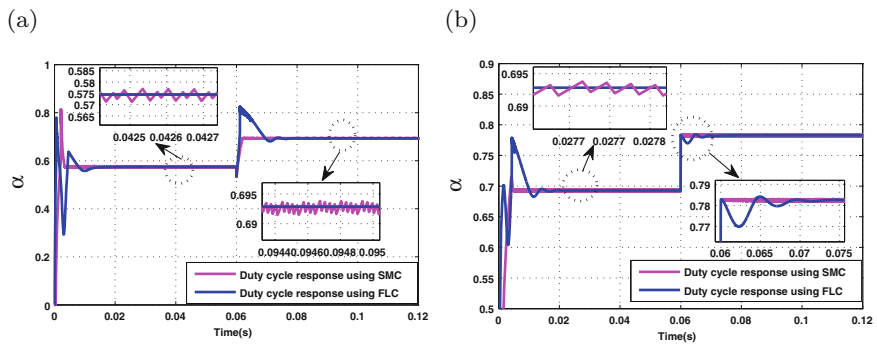 (a)
1
0.8
0.6
0.4
0.2
0
α
0.585
0.58
0.575
0.57
0.565
0.0425 0.0426 0.0427
0.695
0.69
0.0944 0.0946 0.0948 0.095
Duty cycle response using SMC
Duty cycle response using FLC
0 0.02 0.04 0.06 0.08 0.1 0.12
Time(s)
(b)
0.9
0.85
0.8
0.75
0.7
0.65
0.6
0.55
0.5
α
0.695
0.69
0.0277 0.0277 0.0278
0.79
0.78
0.77
0.06 0.065 0.07 0.075
Duty cycle response using SMC
Duty cycle response using FLC
0 0.02 0.04 0.06 0.08 0.1 0.12
Time(s)